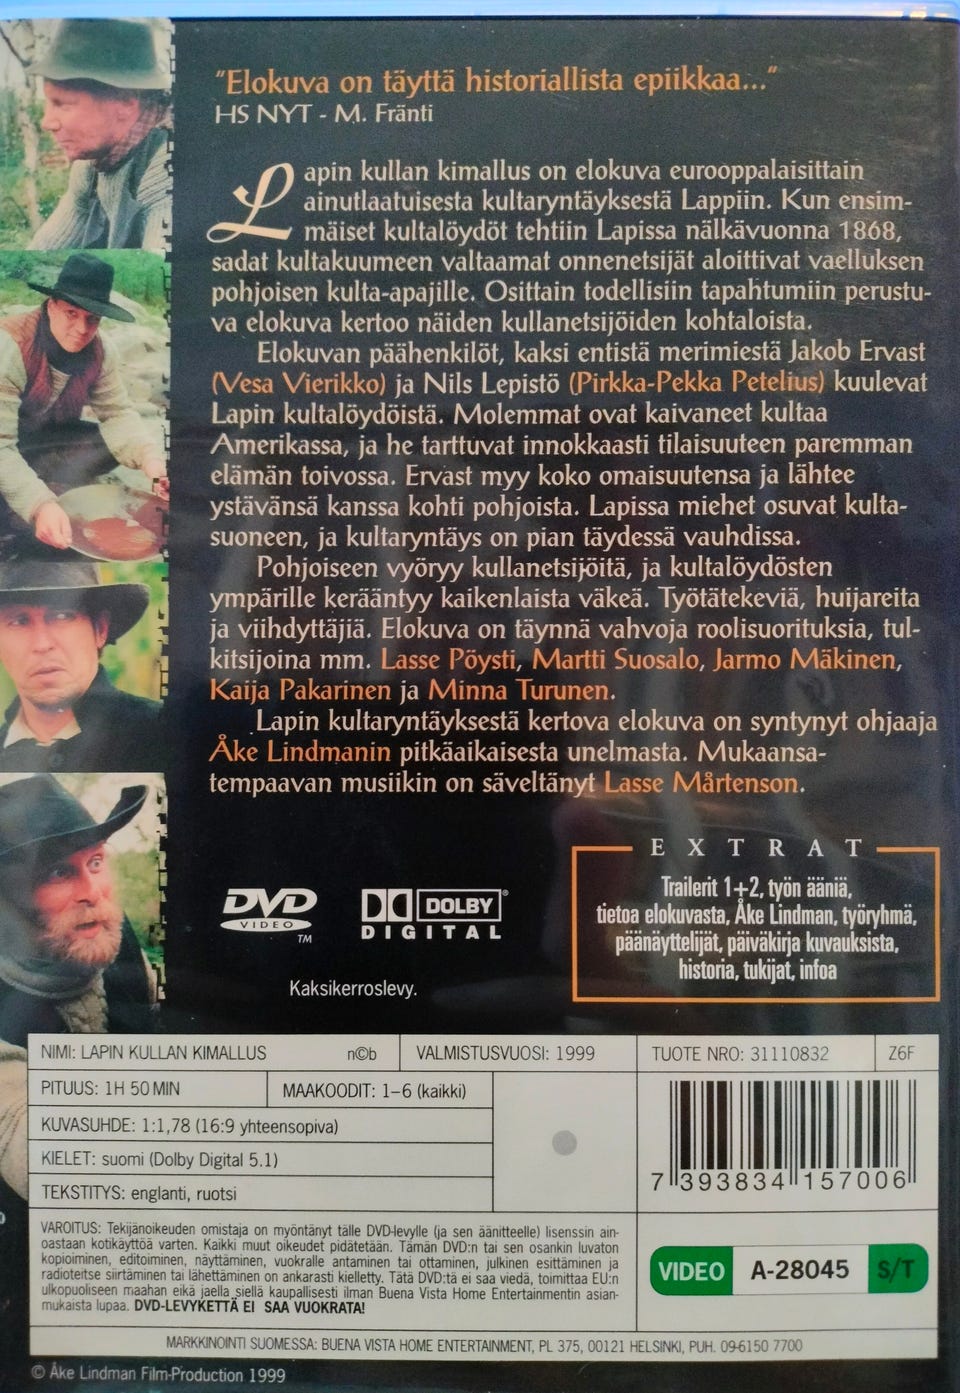 "Elokuva on täyttä historiallista epiikkaa..."
HS NYT - M. Fränti
Lapin kullan kimallus on elokuva eurooppalaisittain
ainutlaatuisesta kultaryntäyksestä Lappiin. Kun ensim-
mäiset kultalöydöt tehtiin Lapissa nälkävuonna 1868,
sadat kultakuumeen valtaamat onnenetsijät aloittivat vaelluksen
pohjoisen kulta-apajille. Osittain todellisiin tapahtumiin perustu-
va elokuva kertoo näiden kullanetsijöiden kohtaloista.
Elokuvan päähenkilöt, kaksi entistä merimiestä Jakob Ervast
(Vesa Vierikko) ja Nils Lepistö (Pirkka-Pekka Petelius) kuulevat
Lapin kultalöydöistä. Molemmat ovat kaivaneet kultaa
Amerikassa, ja he tarttuvat innokkaasti tilaisuuteen paremman
elämän toivossa. Ervast myy koko omaisuutensa ja lähtee
ystävänsä kanssa kohti pohjoista. Lapissa miehet osuvat kulta-
suoneen, ja kultaryntäys on pian täydessä vauhdissa.
Pohjoiseen vyöryy kullanetsijöitä, ja kultalöydösten
ympärille kerääntyy kaikenlaista väkeä. Työtätekeviä, huijareita
ja viihdyttäjiä. Elokuva on täynnä vahvoja roolisuorituksia, tul-
kitsijoina mm. Lasse Pöysti, Martti Suosalo, Jarmo Mäkinen,
Kaija Pakarinen ja Minna Turunen.
Lapin kultaryntäyksestä kertova elokuva on syntynyt ohjaaja
Åke Lindmanin pitkäaikaisesta unelmasta. Mukaansa-
tempaavan musiikin on säveltänyt Lasse Mårtenson.
EXTRAT
Trailerit 1+2, työn ääniä,
tietoa elokuvasta, Åke Lindman, työryhmä,
päänäyttelijät, päiväkirja kuvauksista,
historia, tukijat, infoa
DVD VIDEO TM
DOLBY® DIGITAL
Kaksikerroslevy.
NIMI: LAPIN KULLAN KIMALLUS n©b VALMISTUSVUOSI: 1999 TUOTE NRO: 31110832 Z6F
PITUUS: 1H 50 MIN MAAKOODIT: 1-6 (kaikki)
KUVASUHDE: 1:1,78 (16:9 yhteensopiva)
KIELET: suomi (Dolby Digital 5.1)
TEKSTITYS: englanti, ruotsi
7 393834 157006
VAROITUS: Tekijänoikeuden omistaja on myöntänyt tälle DVD-levylle (ja sen äänitteelle) lisenssin ain-
oastaan kotikäyttöä varten. Kaikki muut oikeudet pidätetään. Tämän DVD:n tai sen osankin luvaton
kopioiminen, editoiminen, näyttäminen, vuokralle antaminen tai ottaminen, julkinen esittäminen ja
radioteitse siirtäminen tai lähettäminen on ankarasti kielletty. Tätä DVD:tä ei saa viedä, toimittaa EU:n
ulkopuoliseen maahan eikä jaella siellä kaupallisesti ilman Buena Vista Home Entertainmentin asian-
mukaista lupaa. DVD-LEVYKETTÄ EI SAA VUOKRATA!
VIDEO A-28045 S/T
MARKKINOINTI SUOMESSA: BUENA VISTA HOME ENTERTAINMENT, PL 375, 00121 HELSINKI, PUH. 09-6150 7700
© Åke Lindman Film-Production 1999